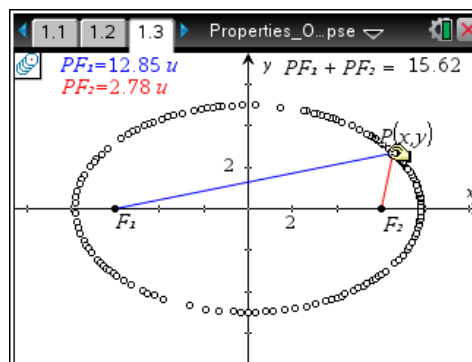 1.1 1.2 1.3 Properties_O...pse
PF₁=12.85 u
PF₂=2.78 u
y
PF₁ + PF₂ = 15.62
P(x,y)
2
x
F₁
2
F₂